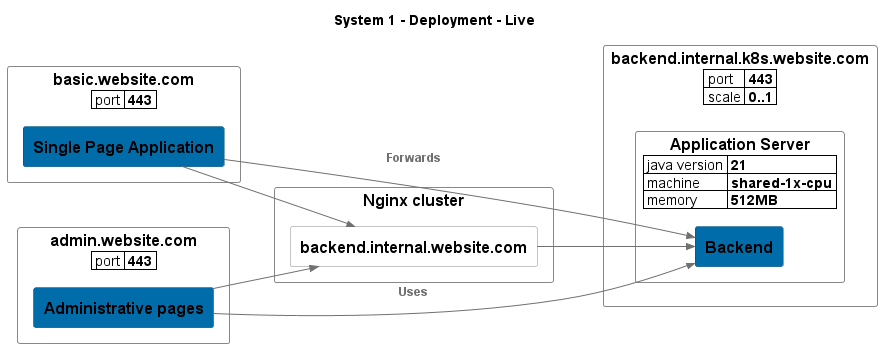 System 1 - Deployment - Live
basic.website.com
port 443
Single Page Application
admin.website.com
port 443
Administrative pages
Forwards
Nginx cluster
backend.internal.website.com
Uses
backend.internal.k8s.website.com
port 443
scale 0..1
Application Server
java version 21
machine shared-1x-cpu
memory 512MB
Backend